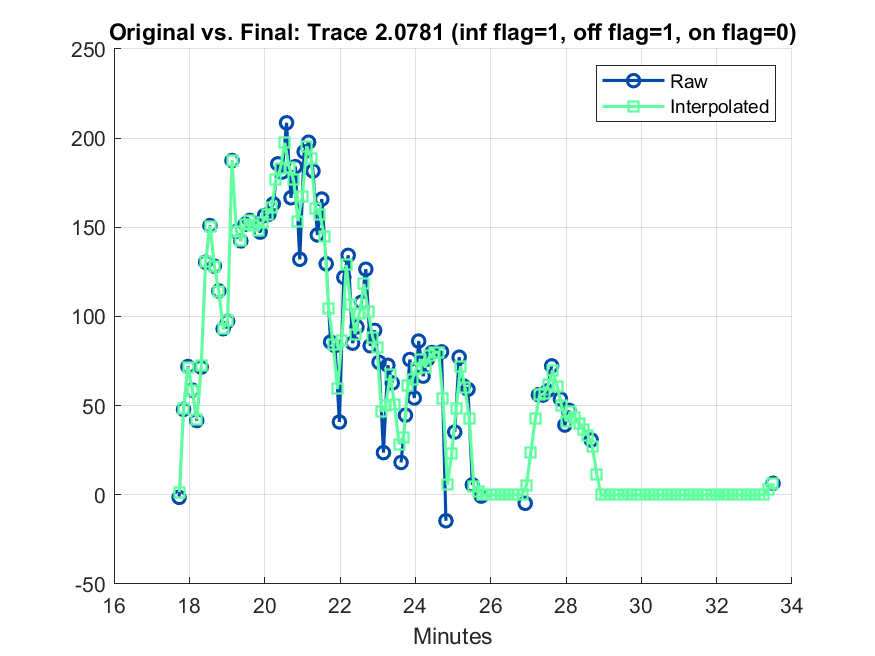 Original vs. Final: Trace 2.0781 (inf flag=1, off flag=1, on flag=0)
250
200
150
100
50
0
-50
16 18 20 22 24 26 28 30 32 34
Minutes
Raw
Interpolated